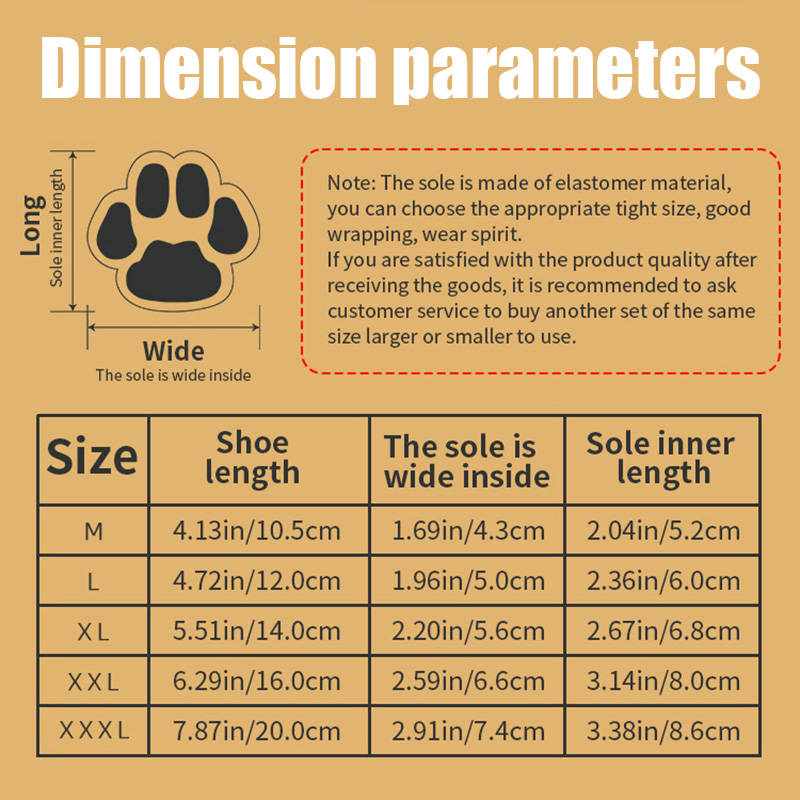 Dimension parameters
Long
Sole inner length
Wide
The sole is wide inside
Note: The sole is made of elastomer material,
you can choose the appropriate tight size, good
wrapping, wear spirit.
If you are satisfied with the product quality after
receiving the goods, it is recommended to ask
customer service to buy another set of the same
size larger or smaller to use.
Size
Shoe
length
The sole is
wide inside
Sole inner
length
M 4.13in/10.5cm 1.69in/4.3cm 2.04in/5.2cm
L 4.72in/12.0cm 1.96in/5.0cm 2.36in/6.0cm
XL 5.51in/14.0cm 2.20in/5.6cm 2.67in/6.8cm
XXL 6.29in/16.0cm 2.59in/6.6cm 3.14in/8.0cm
XXXL 7.87in/20.0cm 2.91in/7.4cm 3.38in/8.6cm